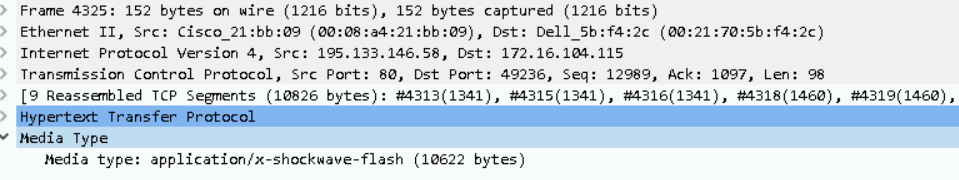 Frame 4325: 152 bytes on wire (1216 bits), 152 bytes captured (1216 bits)
Ethernet II, Src: Cisco_21:bb:09 (00:08:a4:21:bb:09), Dst: Dell_5b:f4:2c (00:21:70:5b:f4:2c)
Internet Protocol Version 4, Src: 195.133.146.58, Dst: 172.16.104.115
Transmission Control Protocol, Src Port: 80, Dst Port: 49236, Seq: 12989, Ack: 1097, Len: 98
[9 Reassembled TCP Segments (10826 bytes): #4313(1341), #4315(1341), #4316(1341), #4318(1460), #4319(1460),
Hypertext Transfer Protocol
Media Type
Media type: application/x-shockwave-flash (10622 bytes)